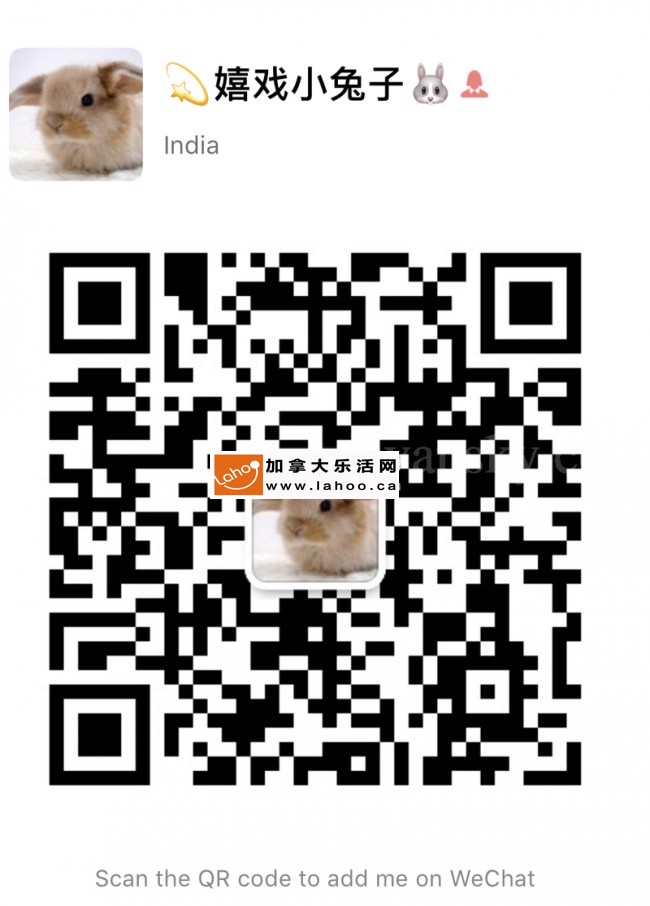 💫嬉戏小兔子🐰
India
Lahoo
加拿大乐活网
www.lahoo.ca
Scan the QR code to add me on WeChat